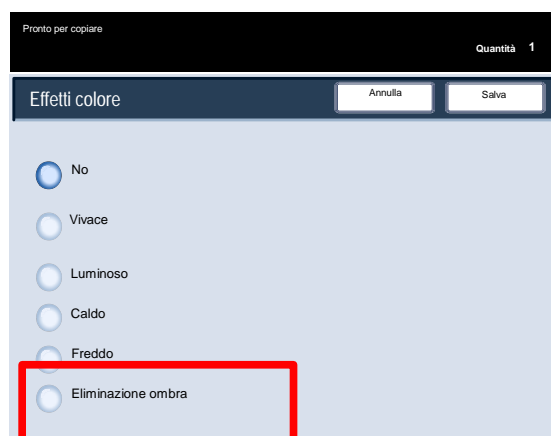 Pronto per copiare
Quantità 1
Effetti colore
Annulla
Salva
No
Vivace
Luminoso
Caldo
Freddo
Eliminazione ombra